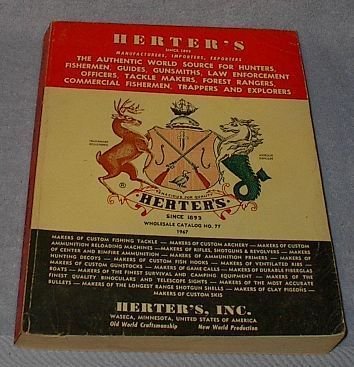 HERTER'S
SINCE 1893
MANUFACTURERS, IMPORTERS, EXPORTERS
THE AUTHENTIC WORLD SOURCE FOR HUNTERS,
FISHERMEN, GUIDES, GUNSMITHS, LAW ENFORCEMENT
OFFICERS, TACKLE MAKERS, FOREST RANGERS,
COMMERCIAL FISHERMEN, TRAPPERS AND EXPLORERS
®
HERTER'S
SINCE 1893
WHOLESALE CATALOG NO. 77
1967
MAKERS OF CUSTOM FISHING TACKLE — MAKERS OF CUSTOM ARCHERY — MAKERS OF CUSTOM
AMMUNITION RELOADING MACHINES — MAKERS OF RIFLES, SHOTGUNS & REVOLVERS — MAKERS
OF CENTER AND RIMFIRE AMMUNITION — MAKERS OF AMMUNITION PRIMERS — MAKERS OF
HUNTING DECOYS — MAKERS OF CUSTOM FISH HOOKS — MAKERS OF VENTILATED RIBS —
MAKERS OF CUSTOM GUNSTOCKS — MAKERS OF GAME CALLS — MAKERS OF DURABLE FIBERGLAS
BOATS — MAKERS OF THE FINEST SURVIVAL AND CAMPING EQUIPMENT — MAKERS OF THE
FINEST QUALITY BINOCULARS AND TELESCOPE SIGHTS — MAKERS OF THE MOST ACCURATE
BULLETS — MAKERS OF THE LONGEST RANGE SHOTGUN SHELLS — MAKERS OF CLAY PIGEONS —
MAKERS OF CUSTOM SKIS
HERTER'S, INC.
WASECA, MINNESOTA, UNITED STATES OF AMERICA
Old World Craftsmanship New World Production